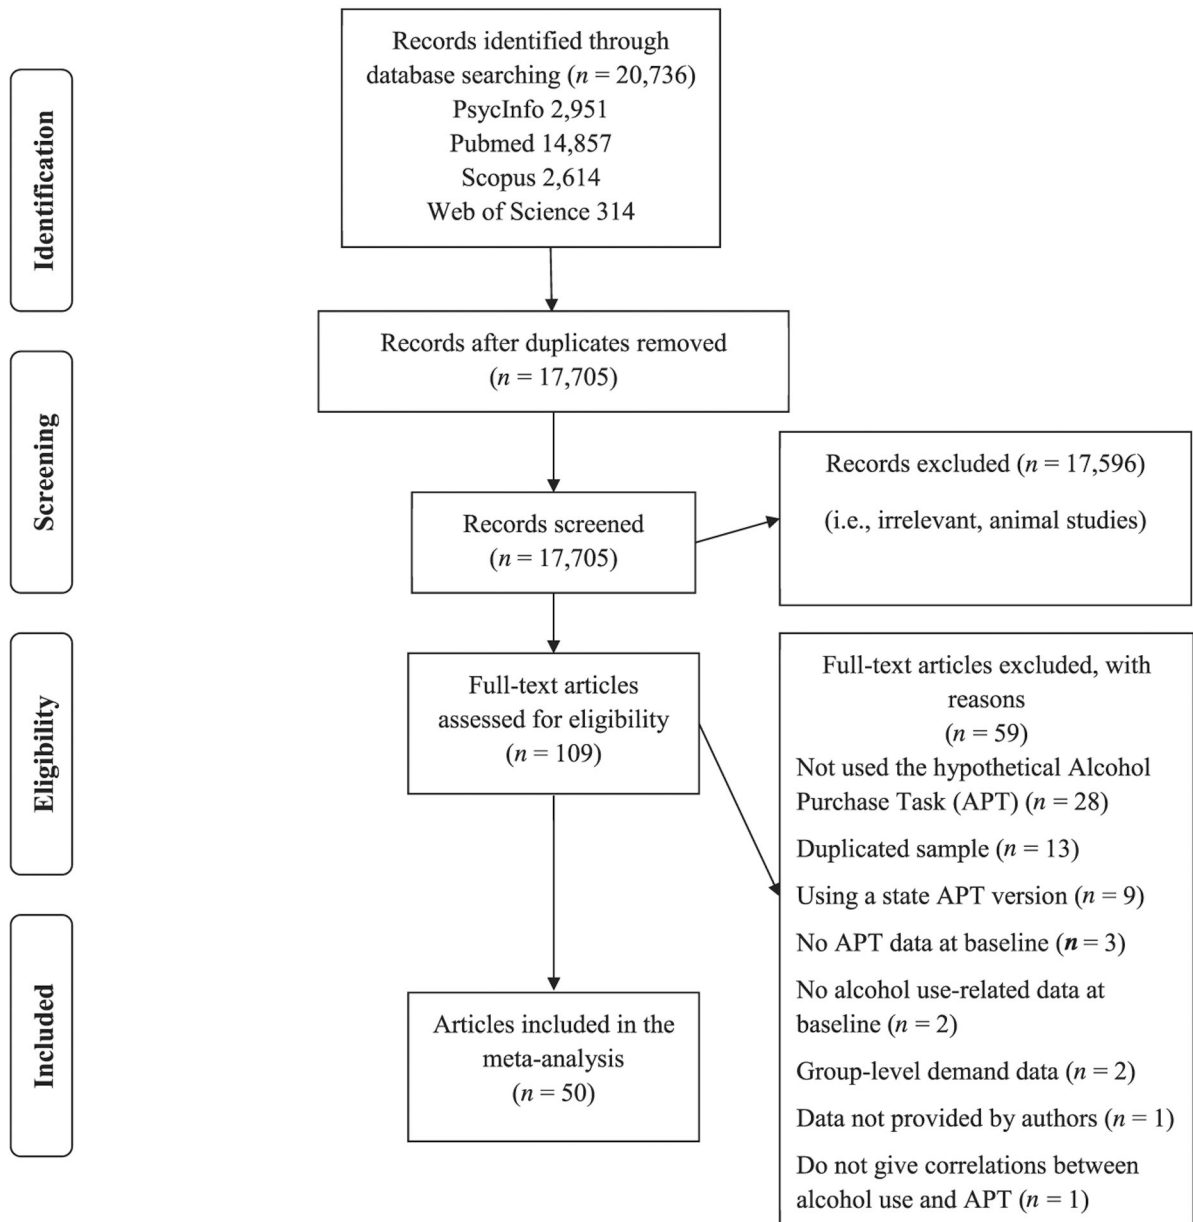 Identification
Records identified through
database searching (n = 20,736)
PsycInfo 2,951
Pubmed 14,857
Scopus 2,614
Web of Science 314
Records after duplicates removed
(n = 17,705)
Screening
Records screened
(n = 17,705)
Records excluded (n = 17,596)
(i.e., irrelevant, animal studies)
Eligibility
Full-text articles
assessed for eligibility
(n = 109)
Full-text articles excluded, with
reasons
(n = 59)
Not used the hypothetical Alcohol
Purchase Task (APT) (n = 28)
Duplicated sample (n = 13)
Using a state APT version (n = 9)
No APT data at baseline (n = 3)
No alcohol use-related data at
baseline (n = 2)
Group-level demand data (n = 2)
Data not provided by authors (n = 1)
Do not give correlations between
alcohol use and APT (n = 1)
Included
Articles included in the
meta-analysis
(n = 50)